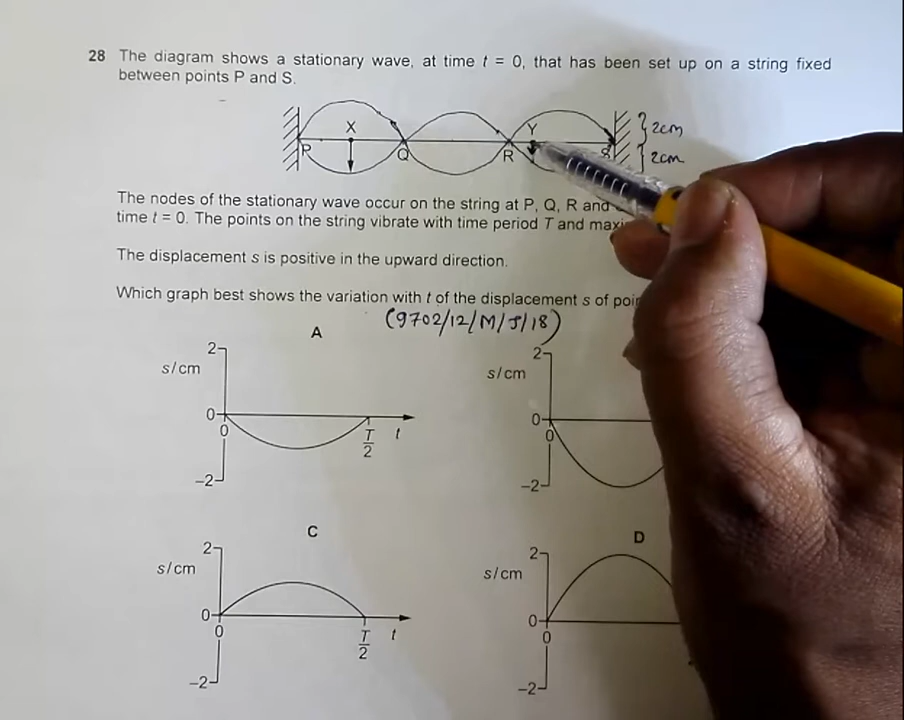 28 The diagram shows a stationary wave, at time t = 0, that has been set up on a string fixed
between points P and S.
X
Y
P
Q
R
S
2cm
2cm
The nodes of the stationary wave occur on the string at P, Q, R and
time t = 0. The points on the string vibrate with time period T and
The displacement s is positive in the upward direction.
Which graph best shows the variation with t of the displacement s of
(9702/12/M/J/18)
A
2
s/cm
0
0
T/2
t
-2
2
s/cm
0
0
-2
C
2
s/cm
0
0
T/2
t
-2
D
2
s/cm
0
0
-2